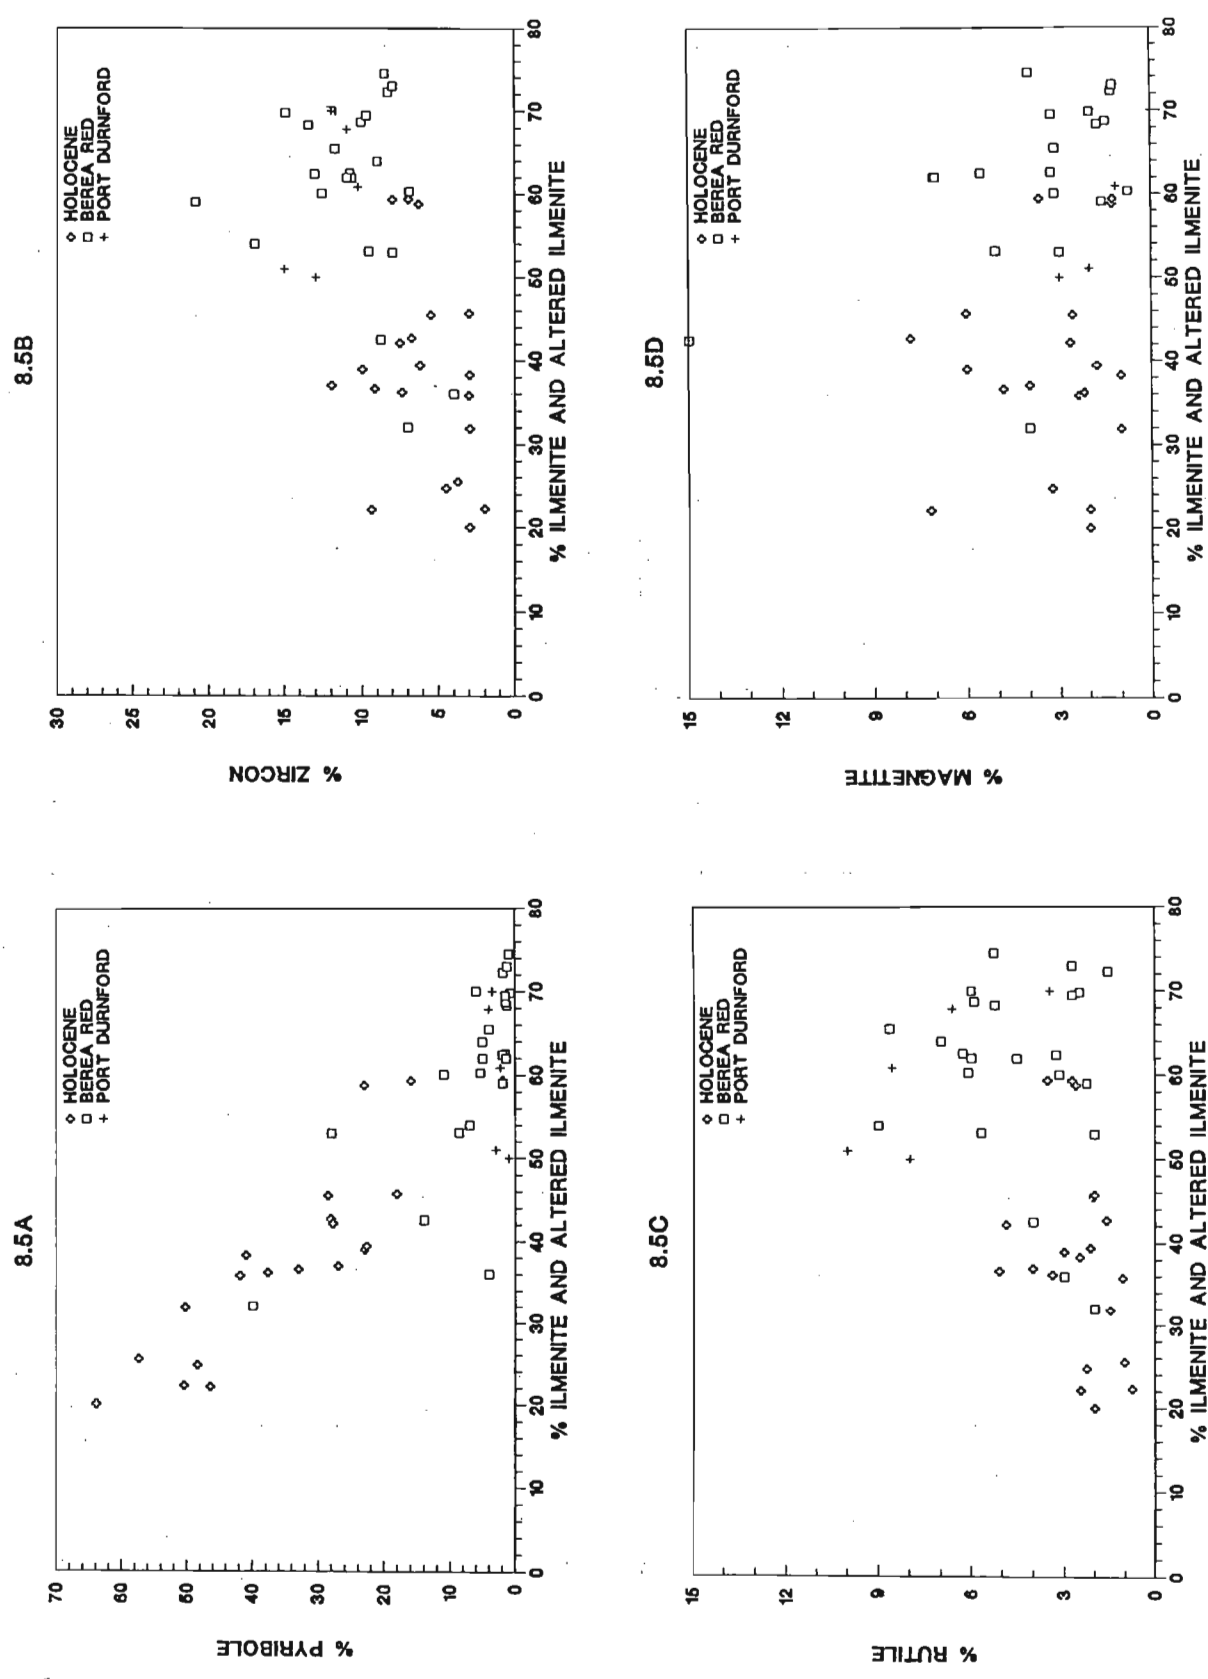 8.5A
70
60
50
40
30
20
10
0
% PYRIBOLE
HOLOCENE
BEREA RED
PORT DURNFORD
0 10 20 30 40 50 60 70 80
% ILMENITE AND ALTERED ILMENITE
8.5B
30
25
20
15
10
5
0
% ZIRCON
HOLOCENE
BEREA RED
PORT DURNFORD
0 10 20 30 40 50 60 70 80
% ILMENITE AND ALTERED ILMENITE
8.5C
15
12
9
6
3
0
% RUTILE
HOLOCENE
BEREA RED
PORT DURNFORD
0 10 20 30 40 50 60 70 80
% ILMENITE AND ALTERED ILMENITE
8.5D
15
12
9
6
3
0
% MAGNETITE
HOLOCENE
BEREA RED
PORT DURNFORD
0 10 20 30 40 50 60 70 80
% ILMENITE AND ALTERED ILMENITE